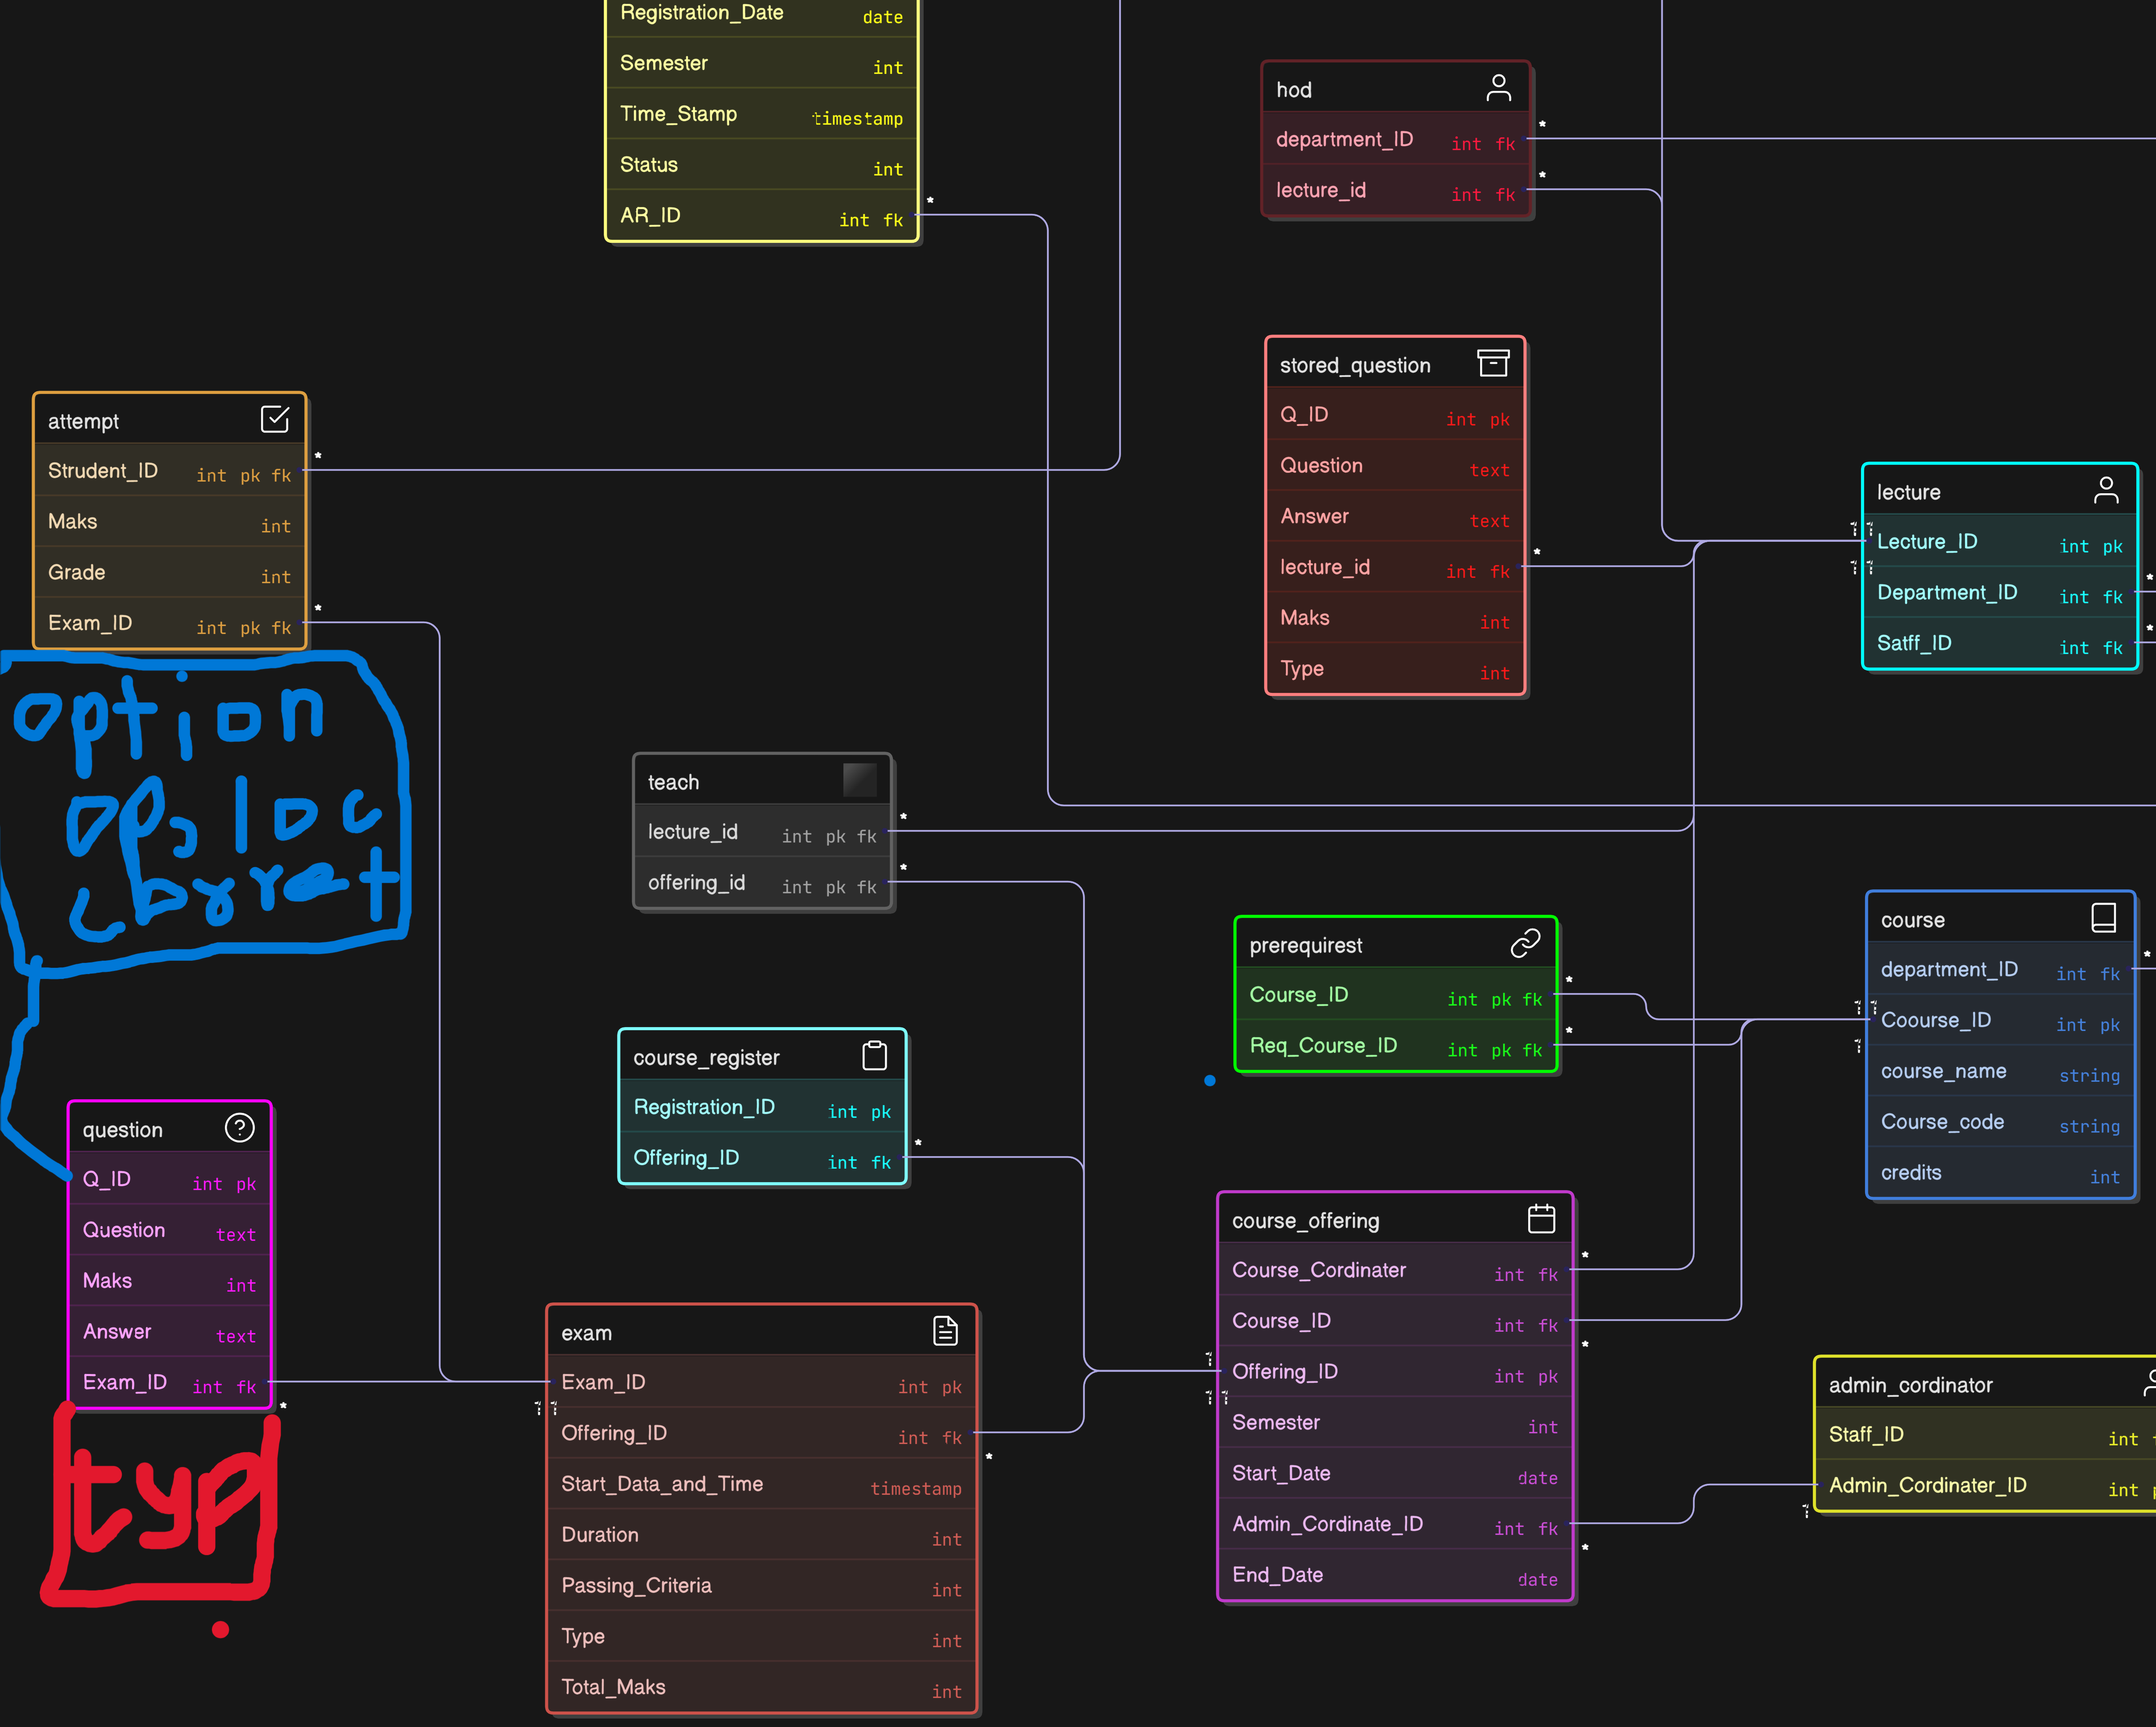 Registration_Date date
Semester int
Time_Stamp timestamp
Status int
AR_ID int fk
*
hod
department_ID int fk
*
lecture_id int fk
*
stored_question
Q_ID int pk
Question text
Answer text
lecture_id int fk
*
Maks int
Type int
attempt
Strudent_ID int pk fk
*
Maks int
Grade int
Exam_ID int pk fk
*
lecture
Lecture_ID int pk
Department_ID int fk
*
Satff_ID int fk
*
option
teach
lecture_id int pk fk
*
offering_id int pk fk
*
prerequirest
Course_ID int pk fk
*
Req_Course_ID int pk fk
*
course
department_ID int fk
*
Coourse_ID int pk
course_name string
Course_code string
credits int
course_register
Registration_ID int pk
Offering_ID int fk
*
question
Q_ID int pk
Question text
Maks int
Answer text
Exam_ID int fk
*
typ
exam
Exam_ID int pk
Offering_ID int fk
*
Start_Data_and_Time timestamp
Duration int
Passing_Criteria int
Type int
Total_Maks int
course_offering
Course_Cordinater int fk
*
Course_ID int fk
*
Offering_ID int pk
Semester int
Start_Date date
Admin_Cordinate_ID int fk
*
End_Date date
admin_cordinator
Staff_ID int
Admin_Cordinater_ID int